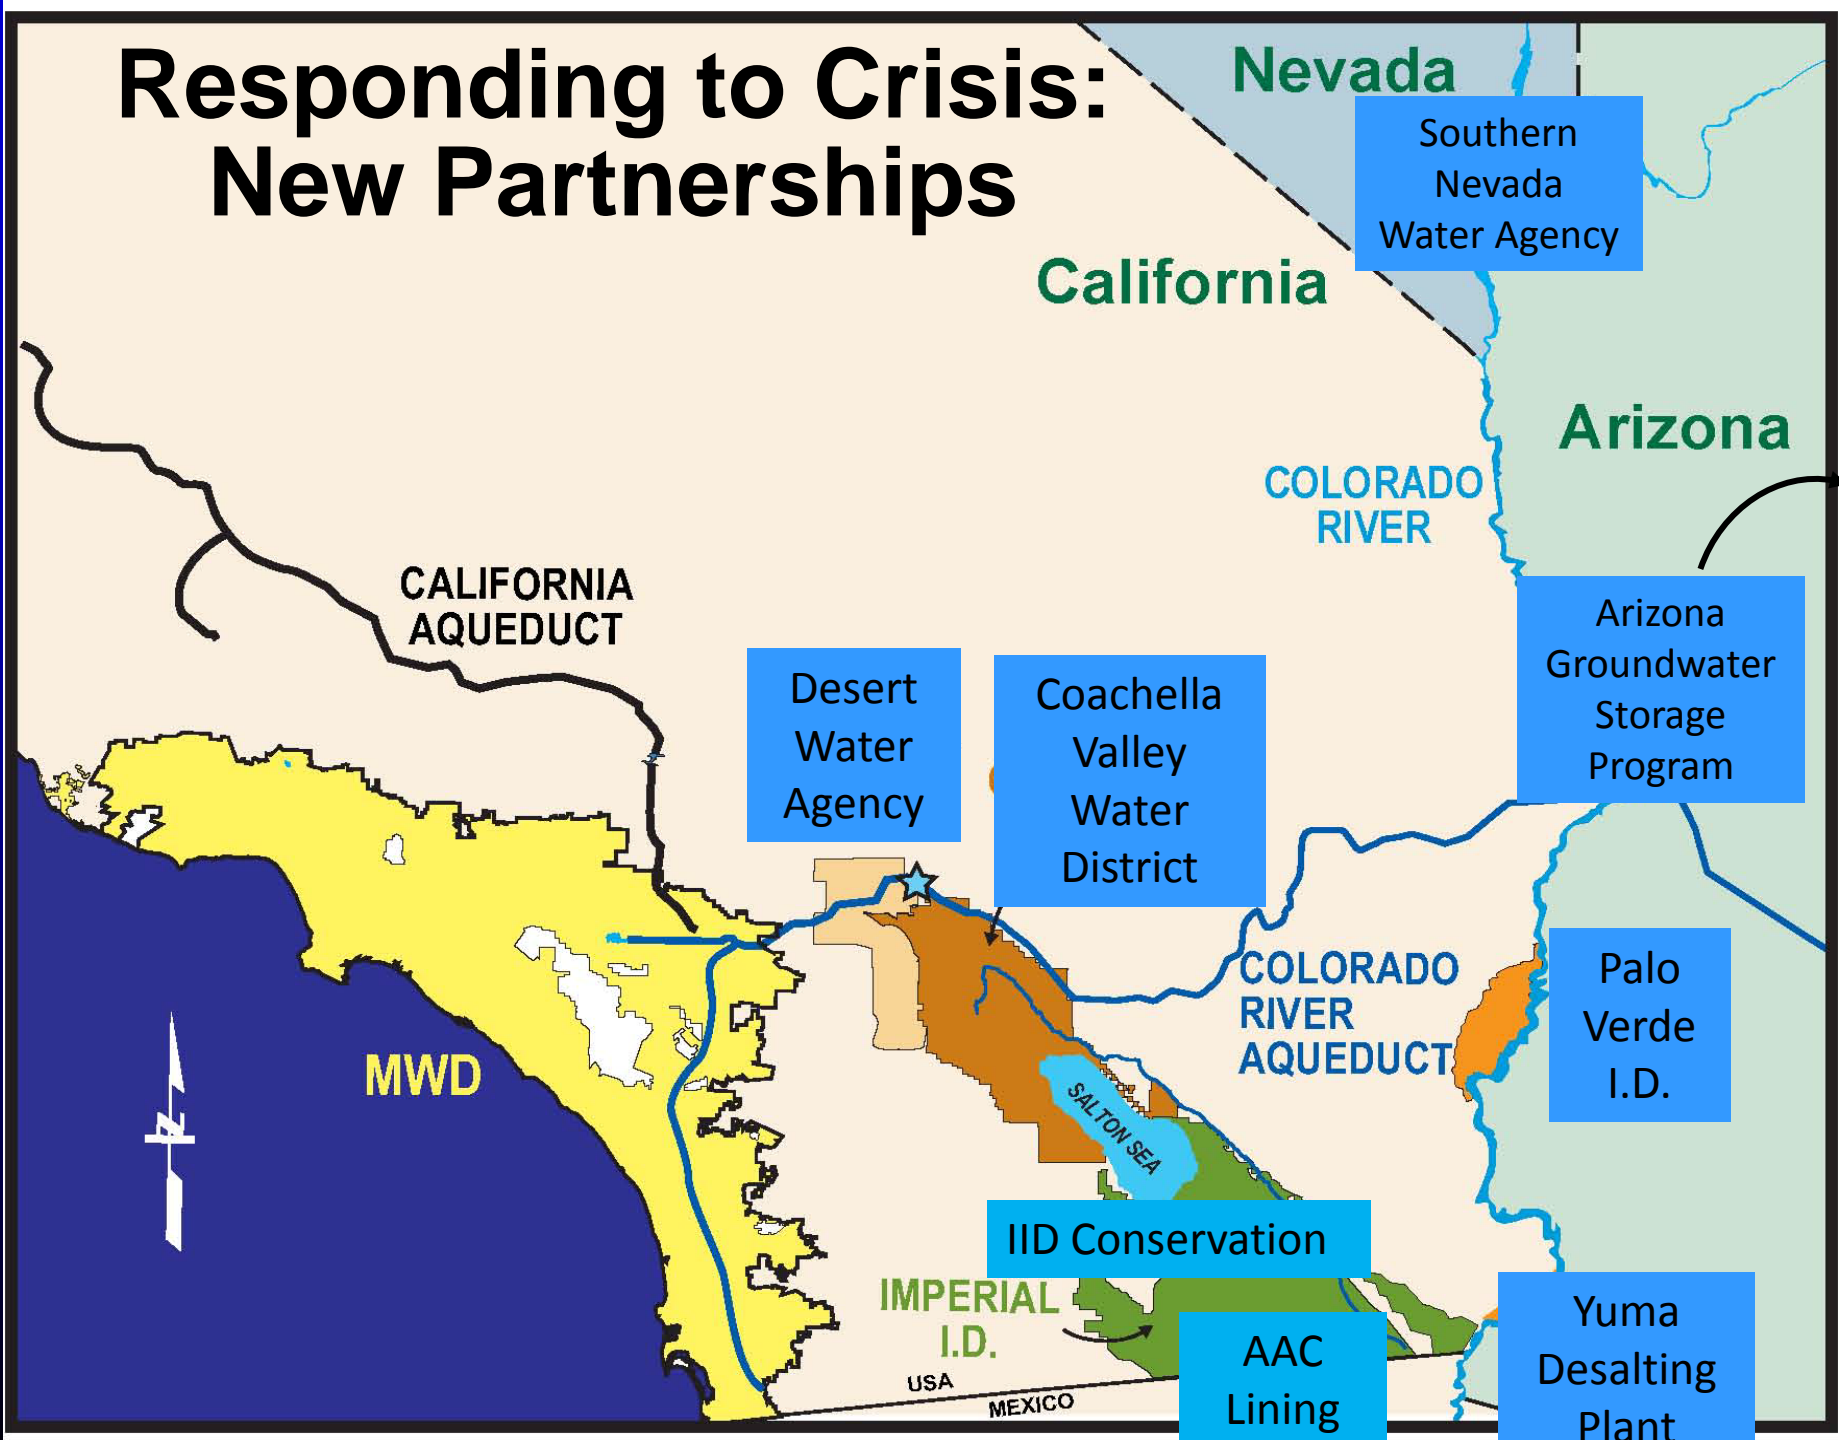 Responding to Crisis:
New Partnerships
Nevada
Southern
Nevada
Water Agency
California
Arizona
COLORADO
RIVER
CALIFORNIA
AQUEDUCT
Arizona
Groundwater
Storage
Program
Desert
Water
Agency
Coachella
Valley
Water
District
COLORADO
RIVER
AQUEDUCT
Palo
Verde
I.D.
MWD
SALTON SEA
IID Conservation
IMPERIAL
I.D.
AAC
Lining
Yuma
Desalting
Plant
USA
MEXICO
N